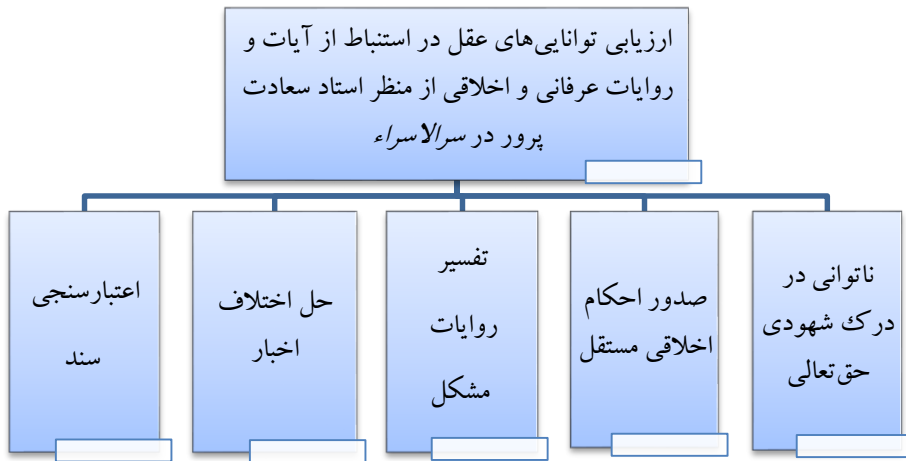 ارزیابی توانایی‌های عقل در استنباط از آیات و
روایات عرفانی و اخلاقی از منظر استاد سعادت
پرور در سرالاسراء
ناتوانی در
درک شهودی
حق‌تعالی
صدور احکام
اخلاقی مستقل
تفسیر
روایات
مشکل
حل اختلاف
اخبار
اعتبارسنجی
سند